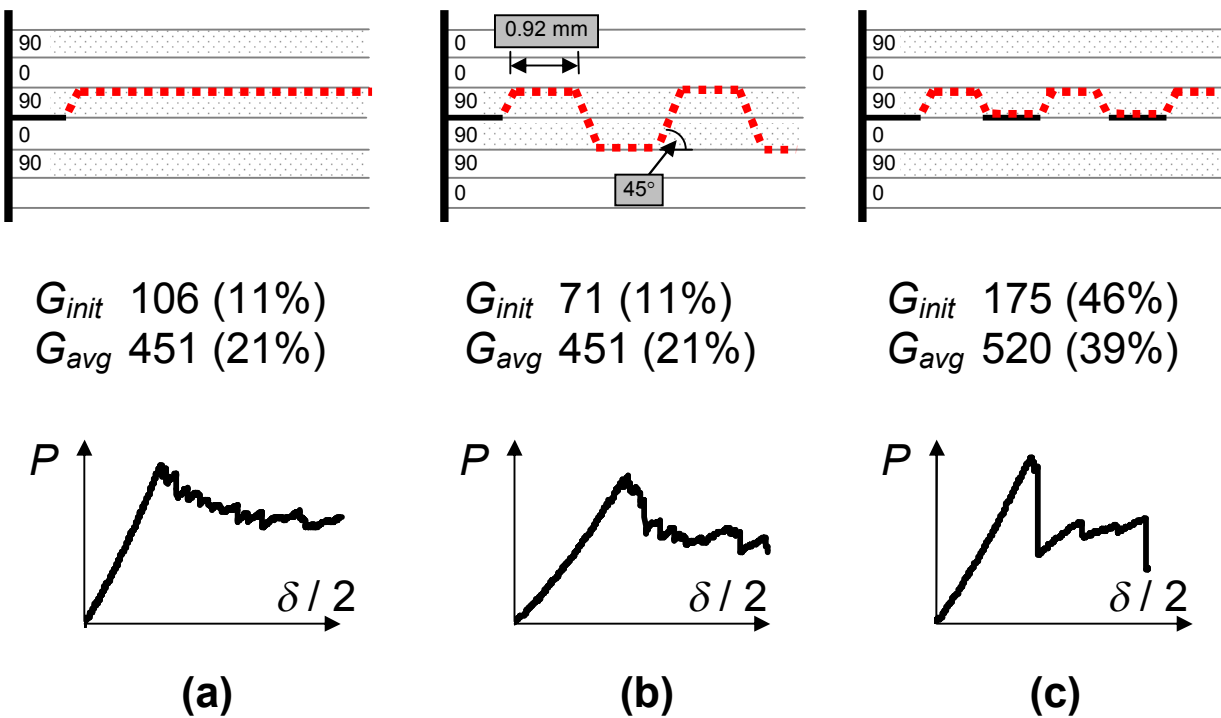 90
0
90
0
90
0
0
0.92 mm
0
90
90
90
0
45°
90
0
90
0
90
0
G_init 106 (11%)
G_avg 451 (21%)
G_init 71 (11%)
G_avg 451 (21%)
G_init 175 (46%)
G_avg 520 (39%)
P
δ / 2
P
δ / 2
P
δ / 2
(a)
(b)
(c)